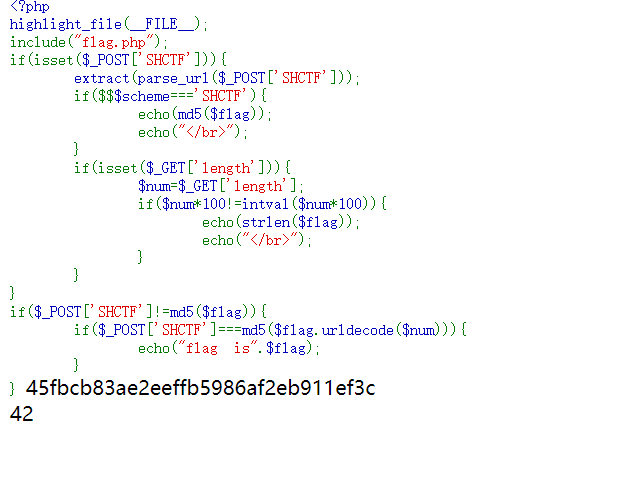 <?php
highlight_file(__FILE__);
include("flag.php");
if(isset($_POST['SHCTF'])){
        extract(parse_url($_POST['SHCTF']));
        if($$$scheme==='SHCTF'){
                echo(md5($flag));
                echo("</br>");
        }
        if(isset($_GET['length'])){
                $num=$_GET['length'];
                if($num*100!=intval($num*100)){
                        echo(strlen($flag));
                        echo("</br>");
                }
        }
}
if($_POST['SHCTF']!=md5($flag)){
        if($_POST['SHCTF']===md5($flag.urldecode($num))){
                echo("flag  is".$flag);
        }
} 45fbcb83ae2eeffb5986af2eb911ef3c
42